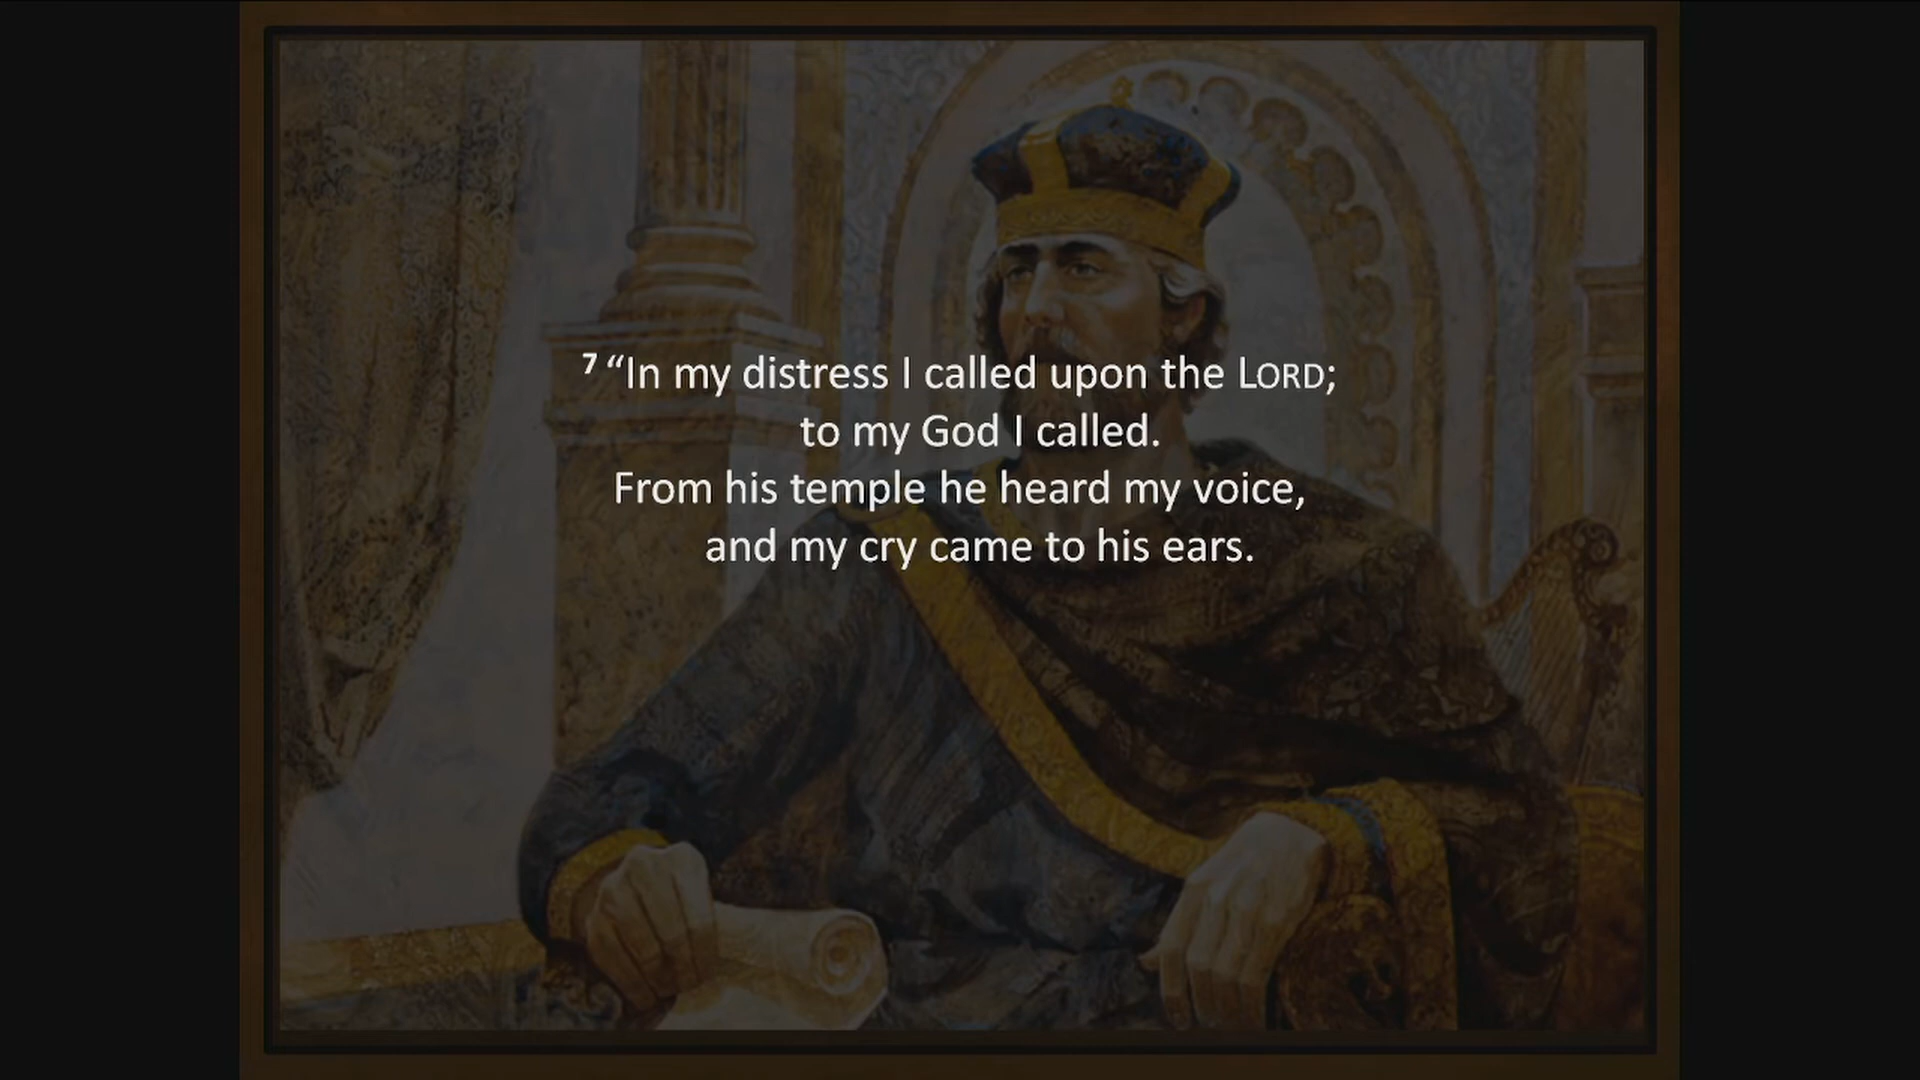 7 “In my distress I called upon the LORD;
to my God I called.
From his temple he heard my voice,
and my cry came to his ears.